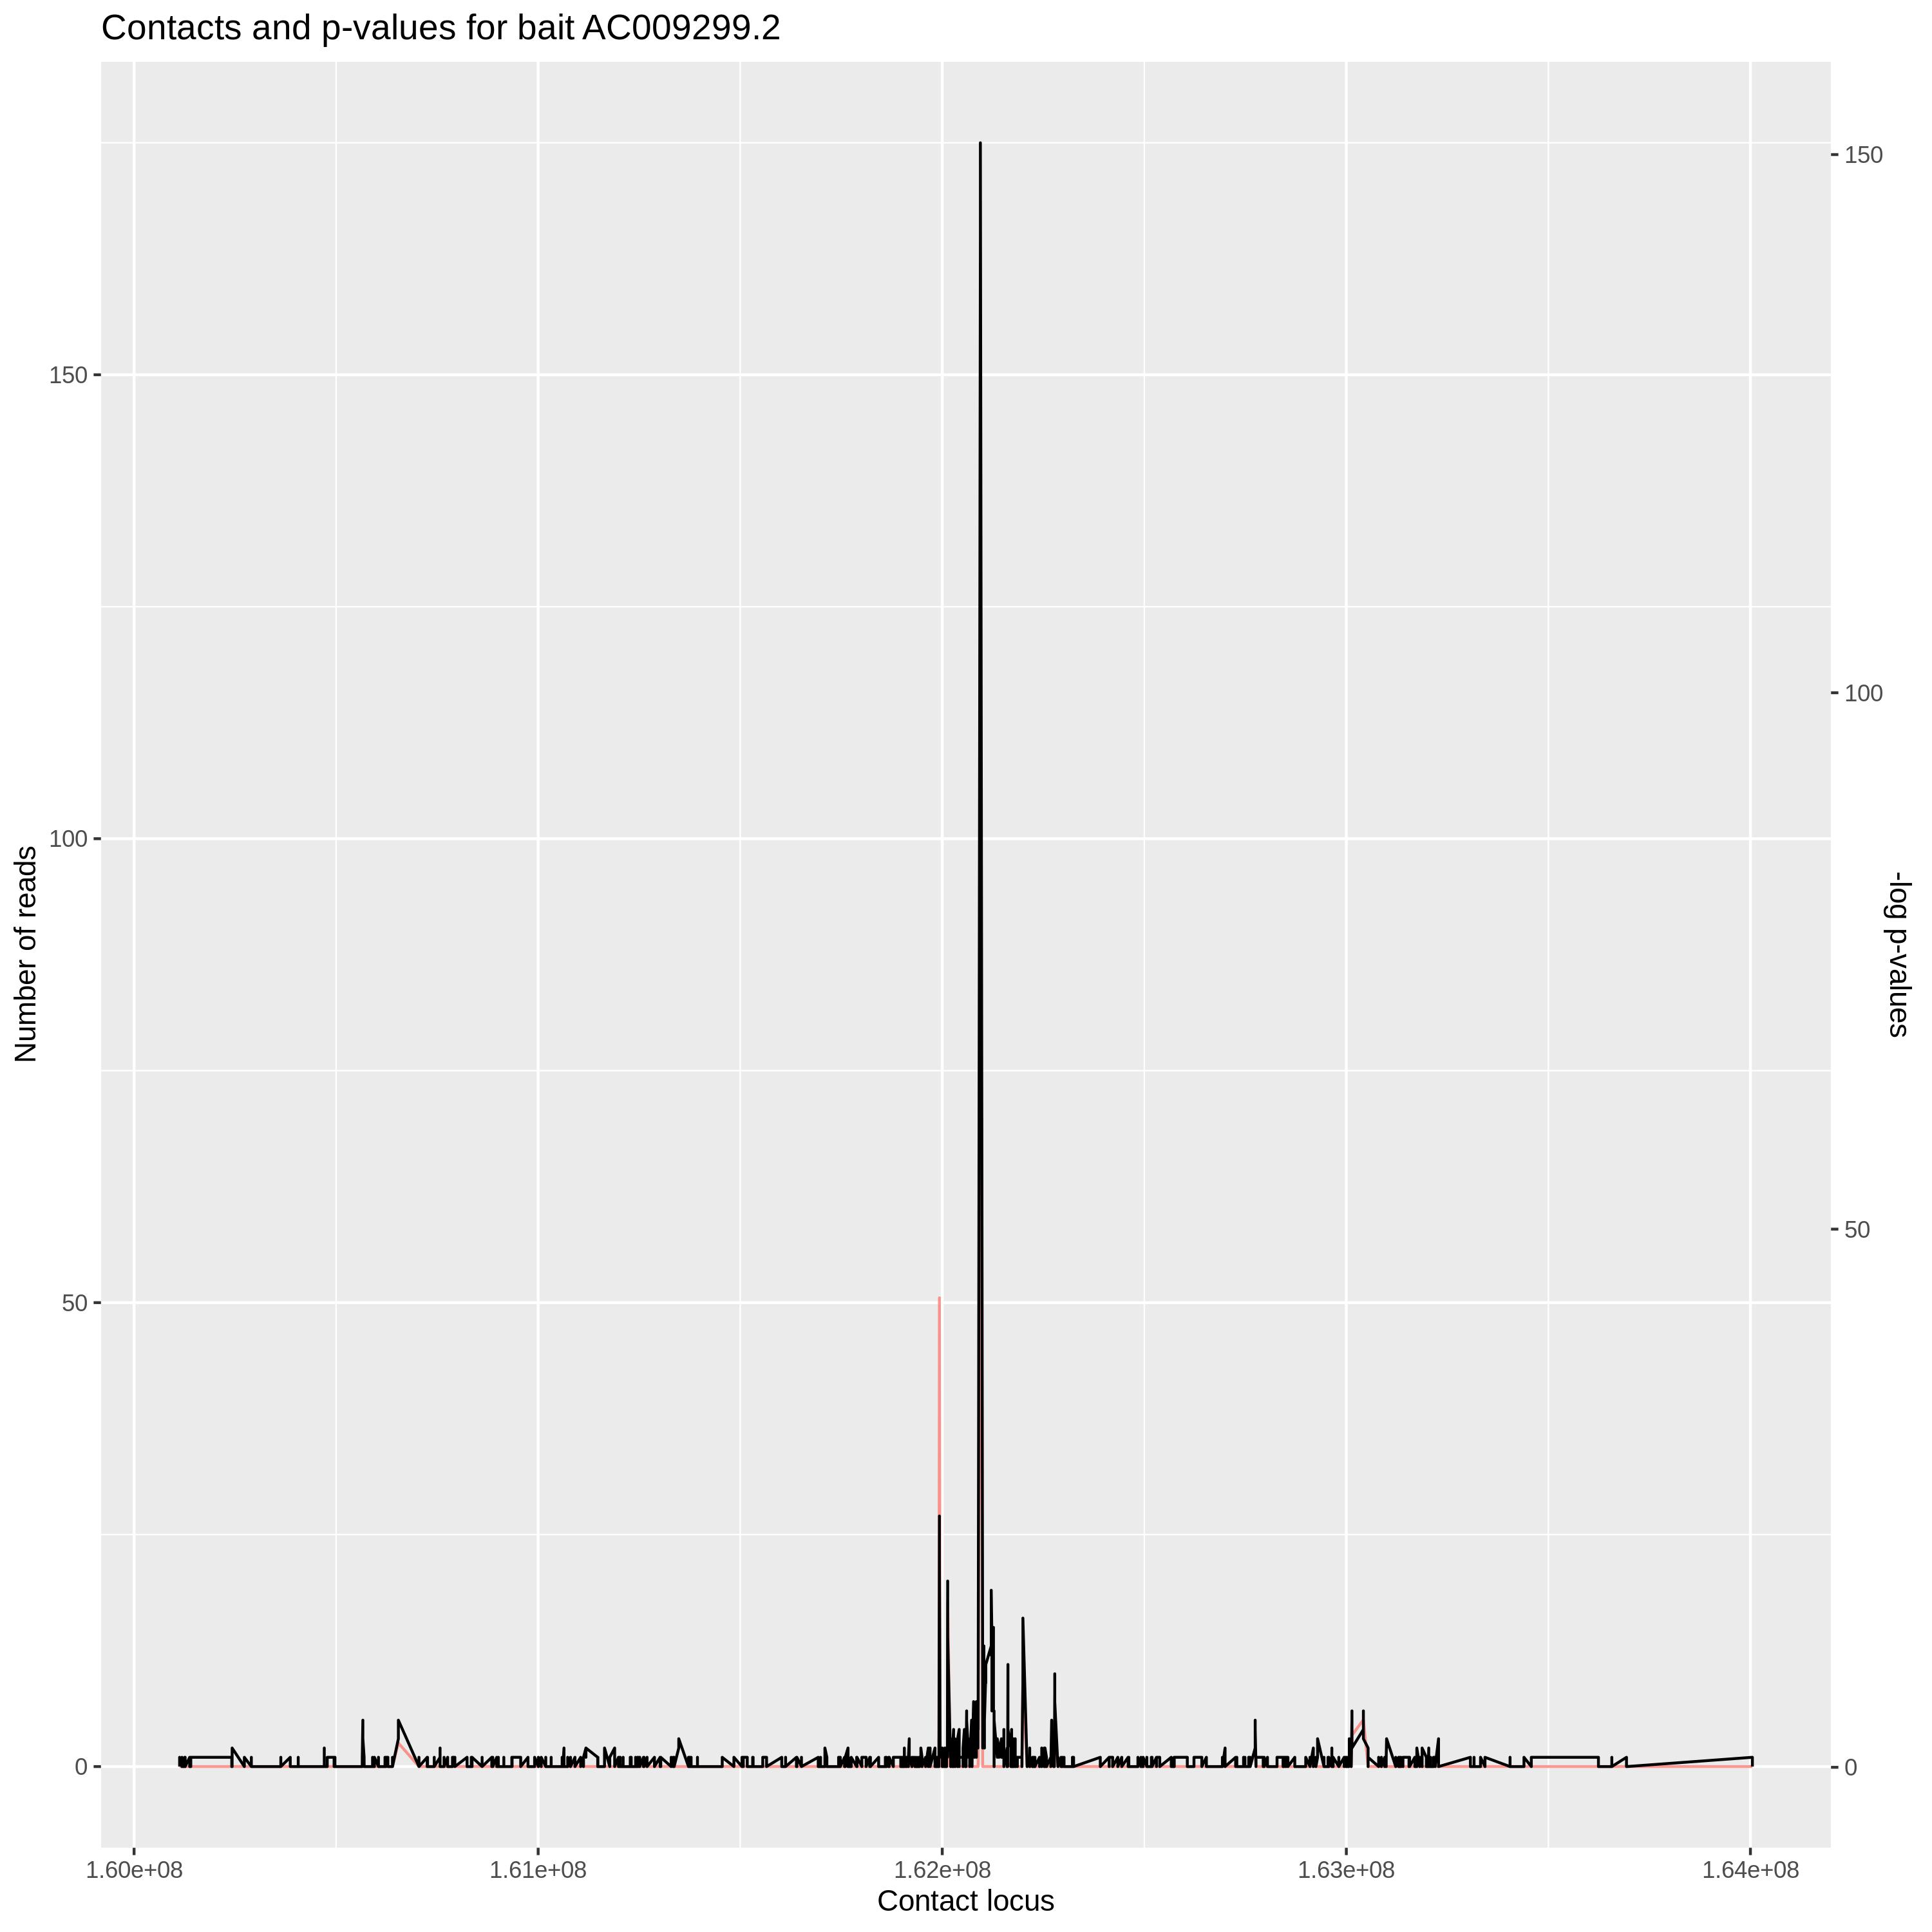 Contacts and p-values for bait AC009299.2
Number of reads
150
100
50
0
150
100
50
0
-log p-values
1.60e+08
1.61e+08
1.62e+08
1.63e+08
1.64e+08
Contact locus